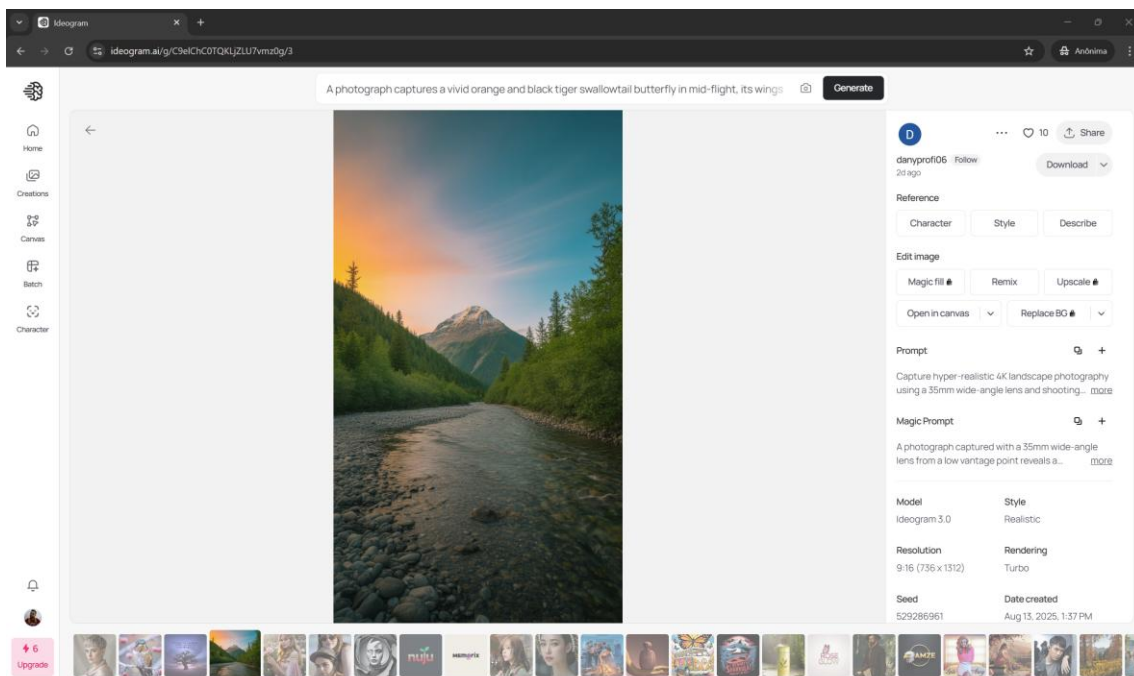 Ideogram
ideogram.ai/g/C9elChC0TQKLjZLU7vmz0g/3
Anônima
A photograph captures a vivid orange and black tiger swallowtail butterfly in mid-flight, its wings
Generate
Home
Creations
Canvas
Batch
Character
6
Upgrade
D
10
Share
danyprofi06 Follow
2d ago
Download
Reference
Character Style Describe
Edit image
Magic fill Remix Upscale
Open in canvas Replace BG
Prompt
Capture hyper-realistic 4K landscape photography
using a 35mm wide-angle lens and shooting... more
Magic Prompt
A photograph captured with a 35mm wide-angle
lens from a low vantage point reveals a... more
Model Style
Ideogram 3.0 Realistic
Resolution Rendering
9:16 (736 x 1312) Turbo
Seed Date created
529286961 Aug 13, 2025, 1:37 PM
nuju
MEMORIX
AMZE